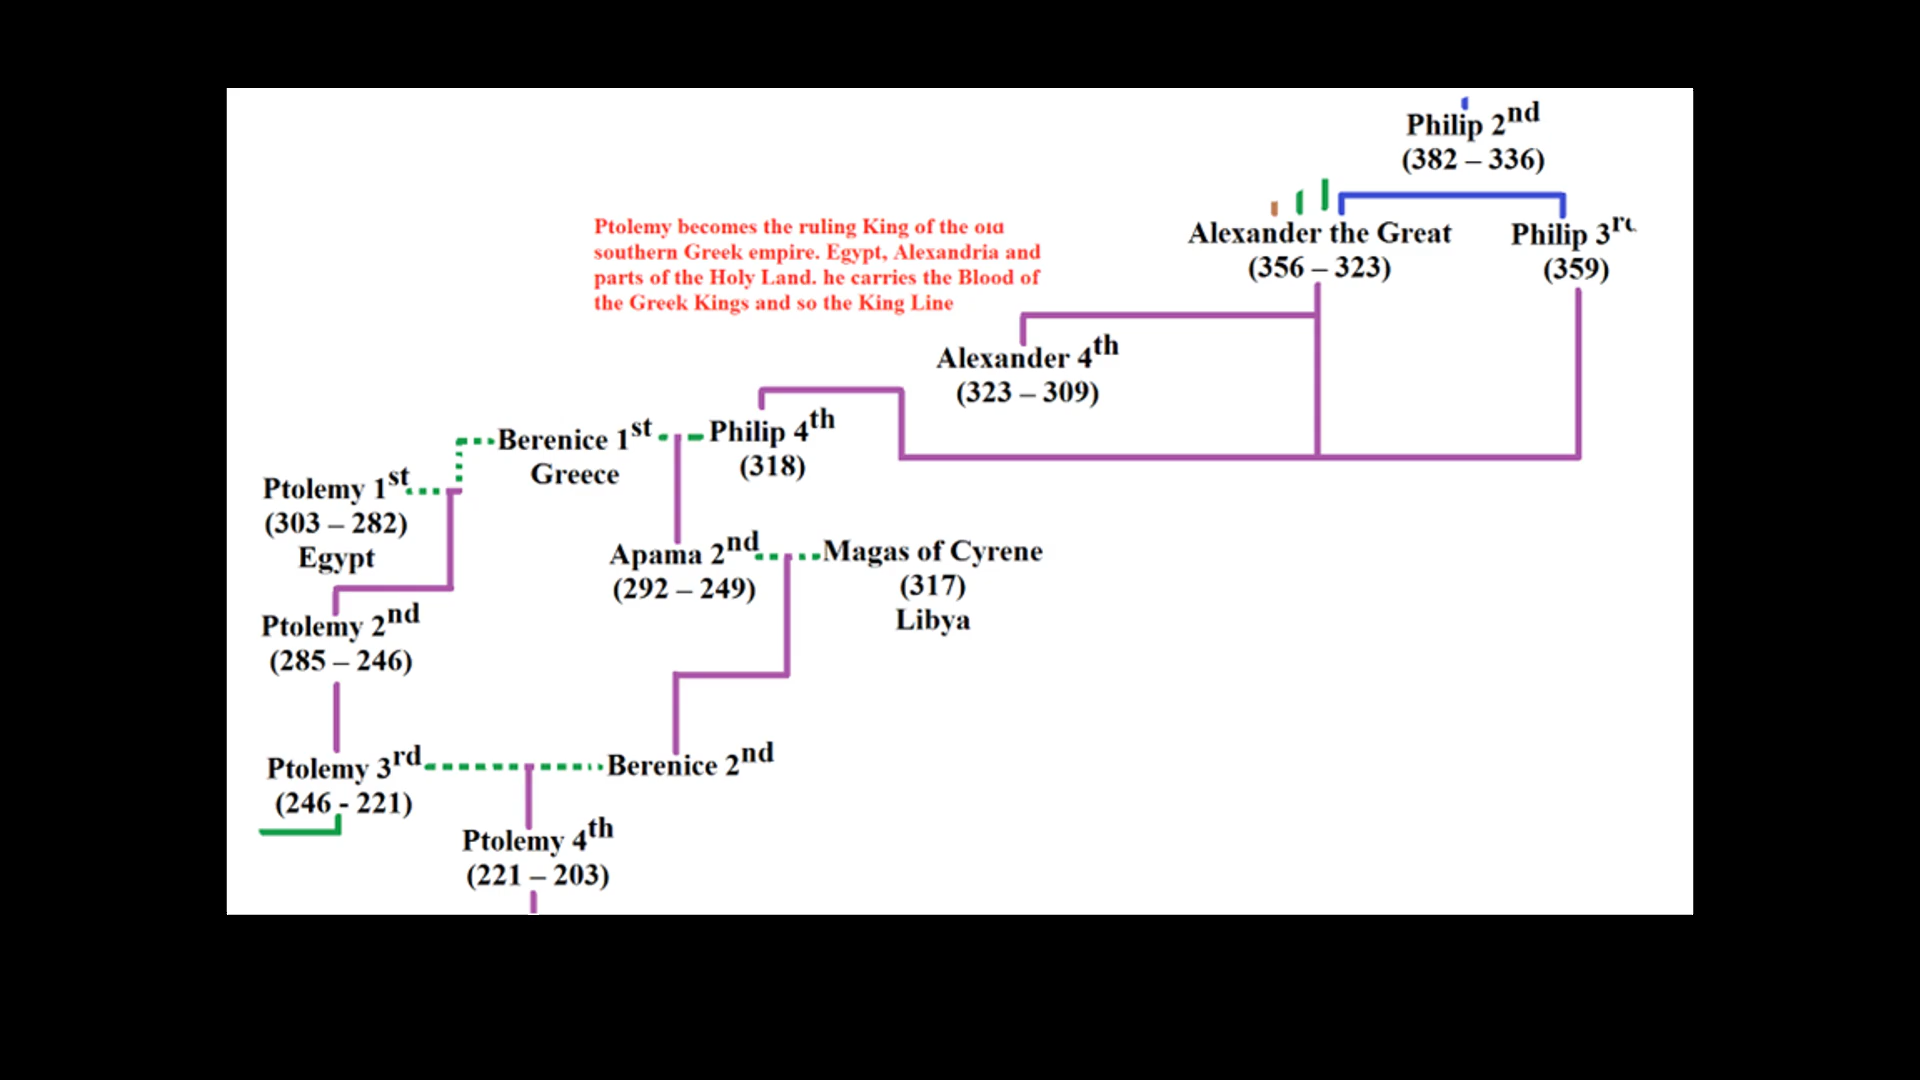 Philip 2nd
(382 – 336)
Ptolemy becomes the ruling King of the old
southern Greek empire. Egypt, Alexandria and
parts of the Holy Land. he carries the Blood of
the Greek Kings and so the King Line
Alexander the Great
(356 – 323)
Philip 3rd
(359)
Alexander 4th
(323 – 309)
Berenice 1st
Greece
Philip 4th
(318)
Ptolemy 1st
(303 – 282)
Egypt
Apama 2nd
(292 – 249)
Magas of Cyrene
(317)
Libya
Ptolemy 2nd
(285 – 246)
Ptolemy 3rd
(246 - 221)
Berenice 2nd
Ptolemy 4th
(221 – 203)